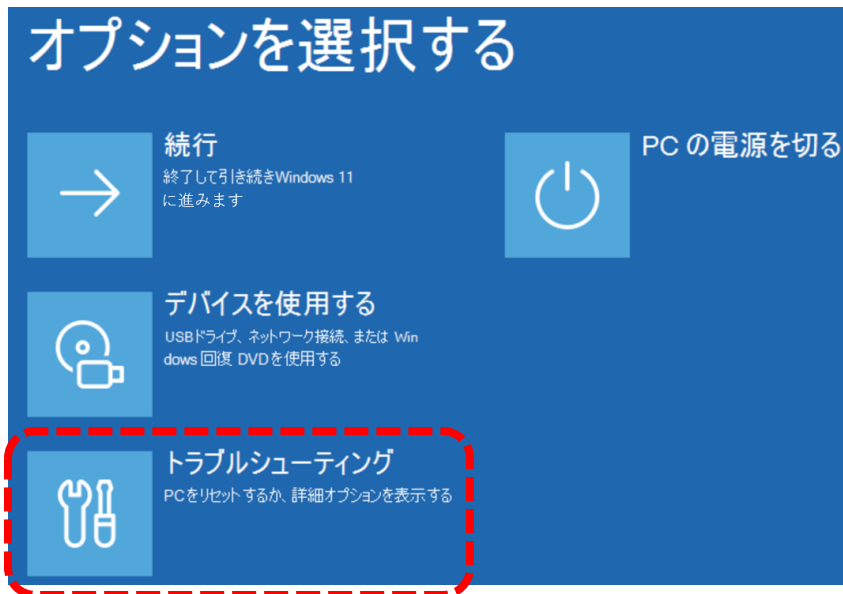 オプションを選択する
続行
終了して引き続きWindows 11
に進みます
PC の電源を切る
デバイスを使用する
USBドライブ、ネットワーク接続、または Win
dows 回復 DVDを使用する
トラブルシューティング
PCをリセットするか、詳細オプションを表示する